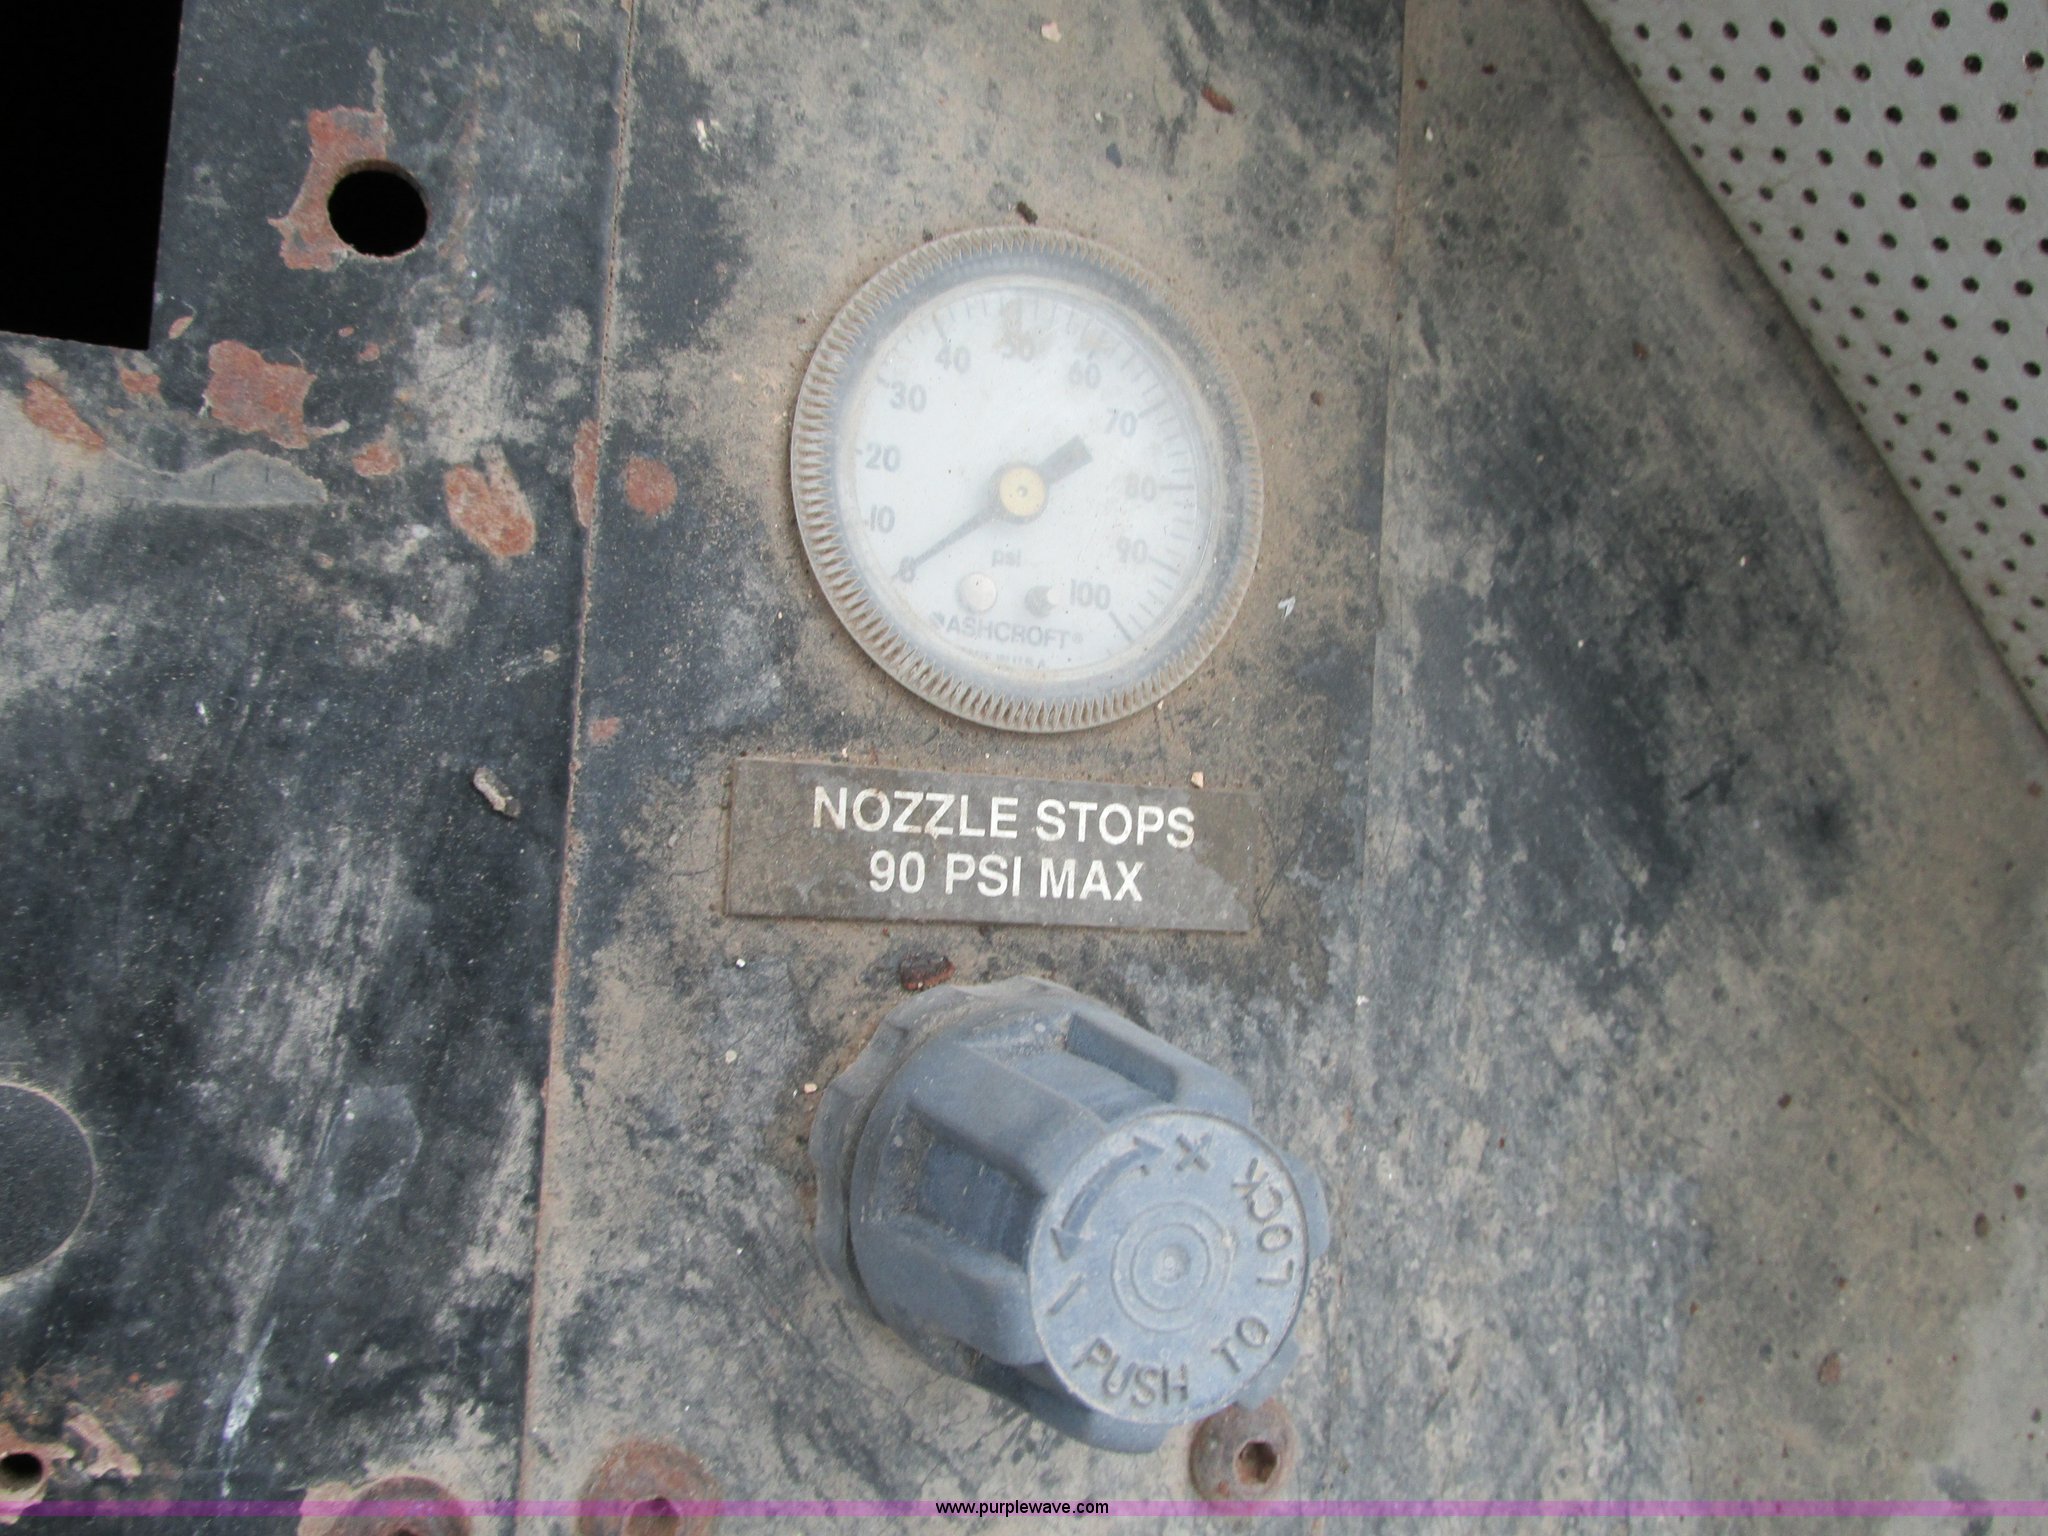 40 50 60
30 70
20 80
10 90
0 psi 100
ASHCROFT®
U.S.A.
NOZZLE STOPS
90 PSI MAX
+
−
PUSH TO LOCK
www.purplewave.com